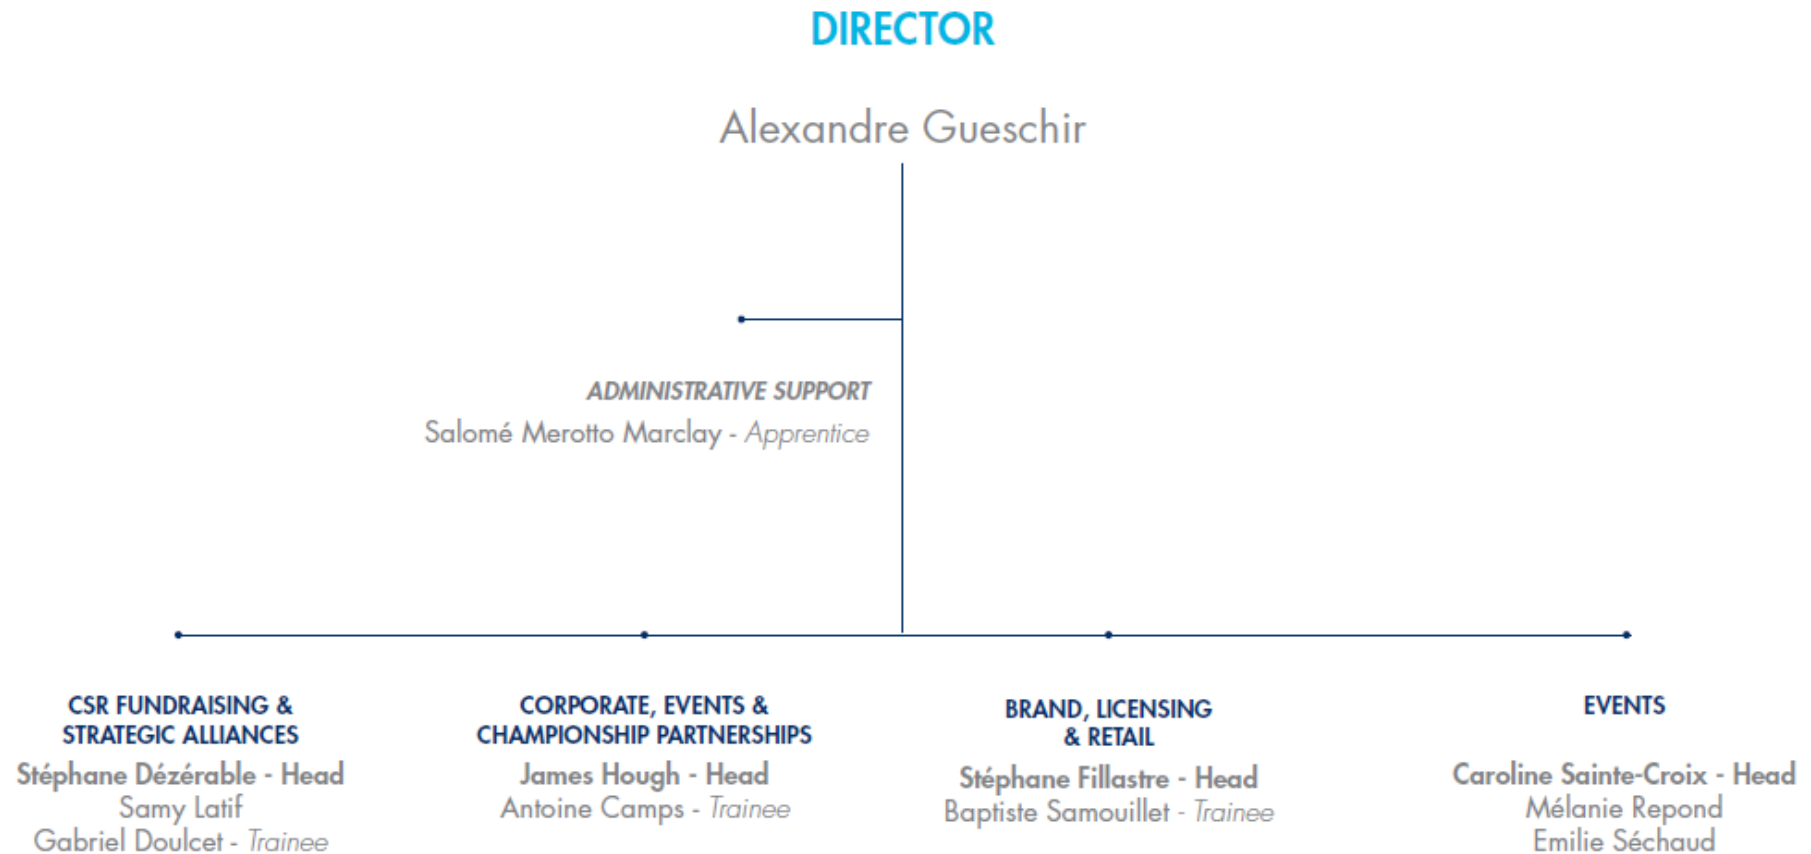 DIRECTOR
Alexandre Gueschir
ADMINISTRATIVE SUPPORT
Salomé Merotto Marclay - Apprentice
CSR FUNDRAISING &
STRATEGIC ALLIANCES
Stéphane Dézérable - Head
Samy Latif
Gabriel Doulcet - Trainee
CORPORATE, EVENTS &
CHAMPIONSHIP PARTNERSHIPS
James Hough - Head
Antoine Camps - Trainee
BRAND, LICENSING
& RETAIL
Stéphane Fillastre - Head
Baptiste Samouillet - Trainee
EVENTS
Caroline Sainte-Croix - Head
Mélanie Repond
Emilie Séchaud